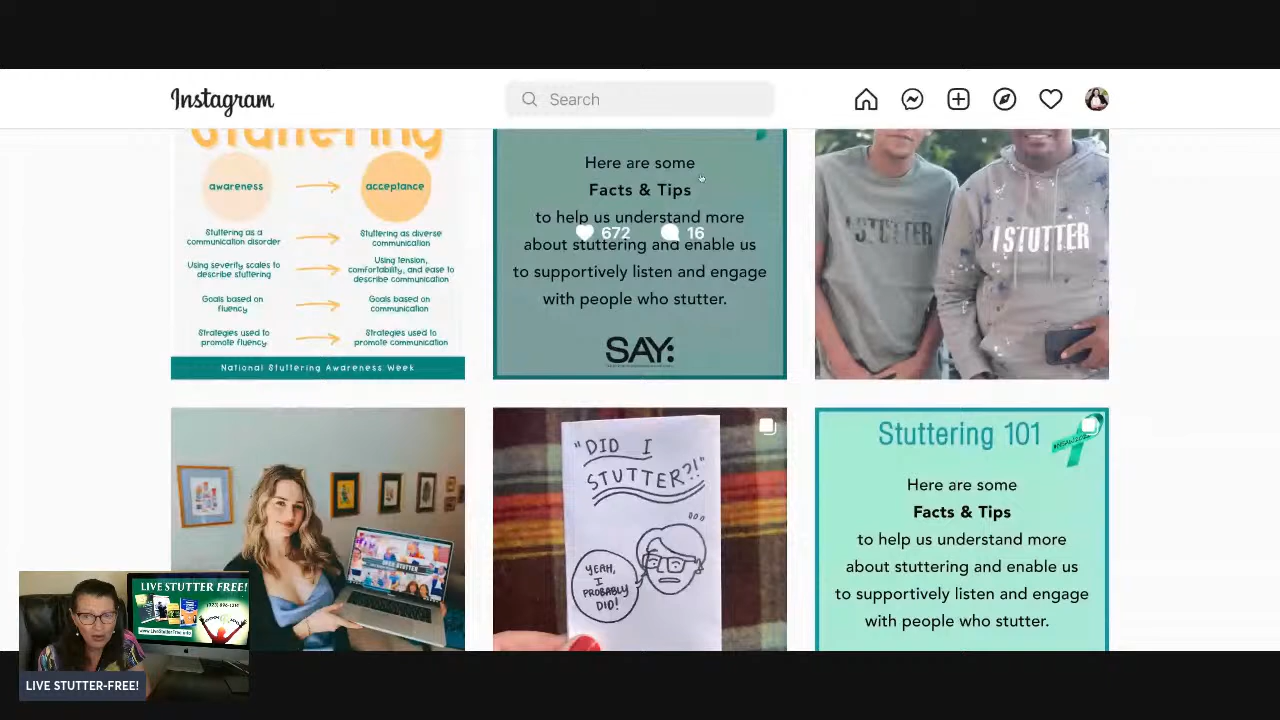 Instagram
Search
Stuttering
awareness
acceptance
Stuttering as a
communication disorder
Stuttering as diverse
communication
Using severity scales to
describe stuttering
Using tension,
comfortability, and ease to
describe communication
Goals based on
fluency
Goals based on
communication
Strategies used to
promote fluency
Strategies used to
promote communication
National Stuttering Awareness Week
Here are some
Facts & Tips
to help us understand more
672 16
about stuttering and enable us
to supportively listen and engage
with people who stutter.
SAY:
I STUTTER
I STUTTER
"DID I
STUTTER?!"
YEAH,
I
PROBABLY
DID!
Stuttering 101
Here are some
Facts & Tips
to help us understand more
about stuttering and enable us
to supportively listen and engage
with people who stutter.
LIVE STUTTER FREE!
www.LiveStutterFree.info
LIVE STUTTER-FREE!